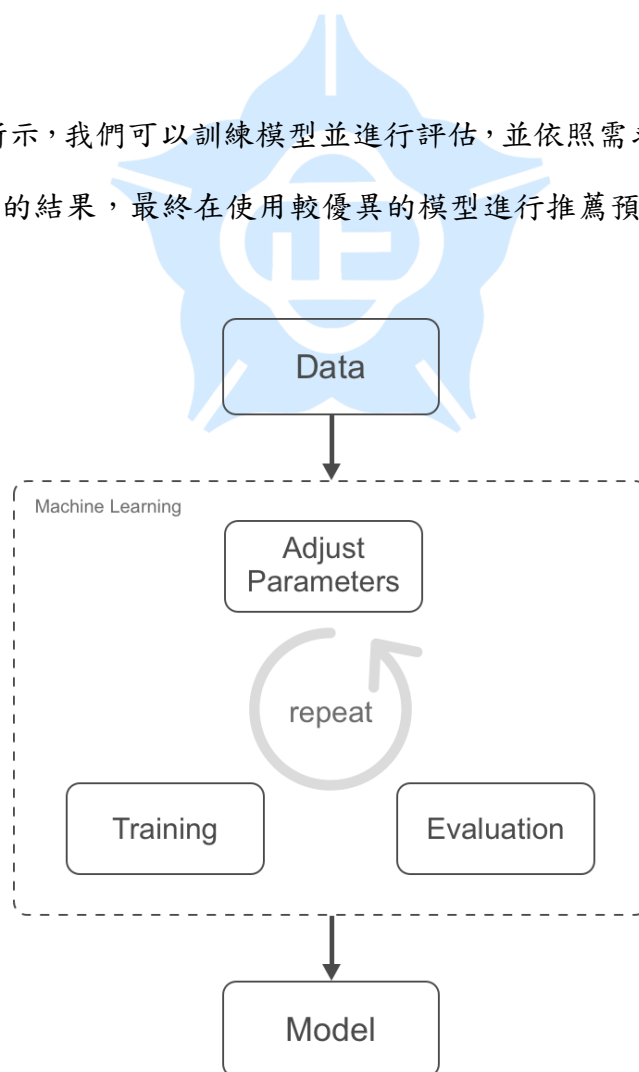 示，我們可以訓練模型並進行評估，並依照需
的結果，最終在使用較優異的模型進行推薦預
Data
Machine Learning
Adjust
Parameters
repeat
Training
Evaluation
Model